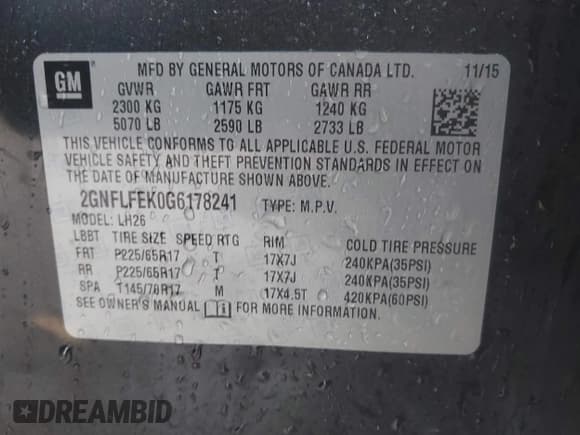 GM
MFD BY GENERAL MOTORS OF CANADA LTD. 11/15
GVWR GAWR FRT GAWR RR
2300 KG 1175 KG 1240 KG
5070 LB 2590 LB 2733 LB
THIS VEHICLE CONFORMS TO ALL APPLICABLE U.S. FEDERAL MOTOR
VEHICLE SAFETY AND THEFT PREVENTION STANDARDS IN EFFECT ON
THE DATE OF MANUFACTURE SHOWN ABOVE.
2GNFLFEK0G6178241 TYPE: M.P.V.
MODEL: LH26
LBBT TIRE SIZE SPEED RTG RIM COLD TIRE PRESSURE
FRT P225/65R17 T 17X7J 240KPA(35PSI)
RR P225/65R17 T 17X7J 240KPA(35PSI)
SPA T145/70R17 M 17X4.5T 420KPA(60PSI)
SEE OWNER'S MANUAL FOR MORE INFORMATION.
DREAMBID